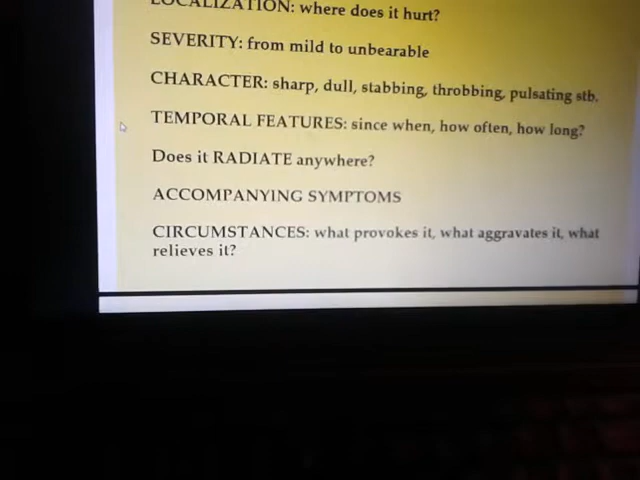 LOCALIZATION: where does it hurt?
SEVERITY: from mild to unbearable
CHARACTER: sharp, dull, stabbing, throbbing, pulsating stb.
TEMPORAL FEATURES: since when, how often, how long?
Does it RADIATE anywhere?
ACCOMPANYING SYMPTOMS
CIRCUMSTANCES: what provokes it, what aggravates it, what
relieves it?